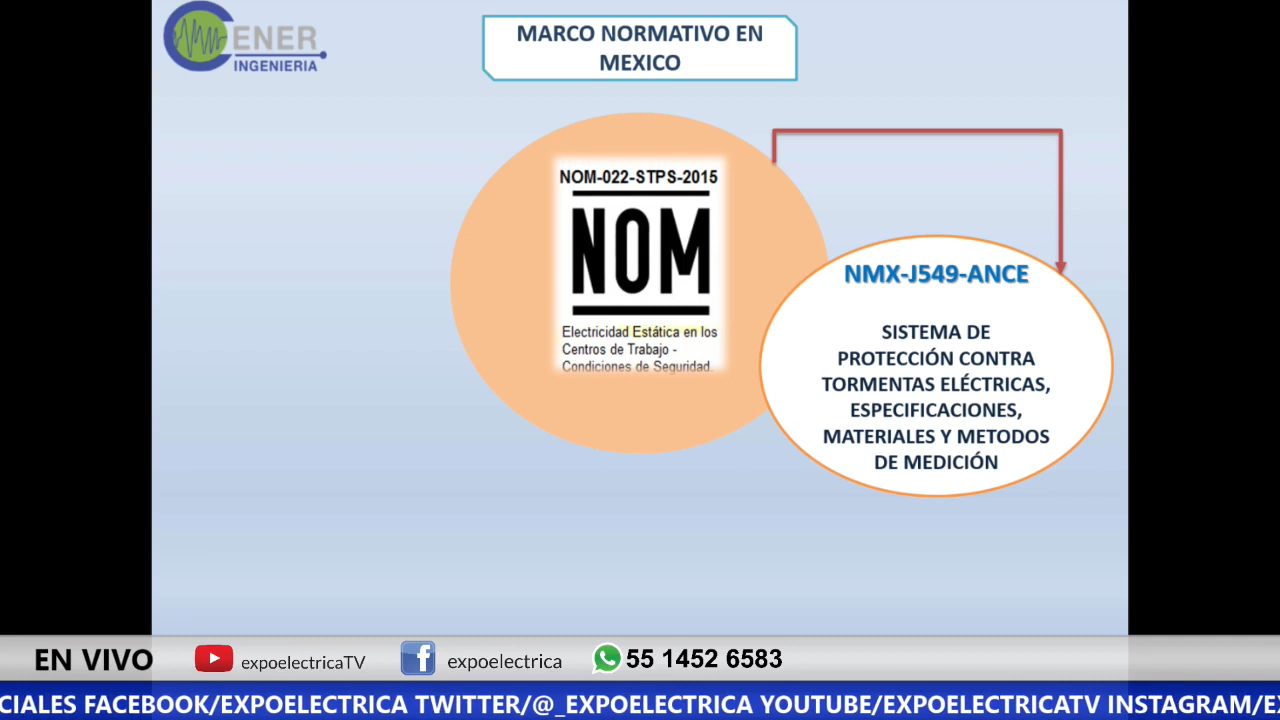 ENER
INGENIERIA
MARCO NORMATIVO EN
MEXICO
NOM-022-STPS-2015
NOM
Electricidad Estática en los
Centros de Trabajo -
Condiciones de Seguridad.
NMX-J549-ANCE
SISTEMA DE
PROTECCIÓN CONTRA
TORMENTAS ELÉCTRICAS,
ESPECIFICACIONES,
MATERIALES Y METODOS
DE MEDICIÓN
EN VIVO expoelectricaTV expoelectrica 55 1452 6583
CIALES FACEBOOK/EXPOELECTRICA TWITTER/@_EXPOELECTRICA YOUTUBE/EXPOELECTRICATV INSTAGRAM/EX